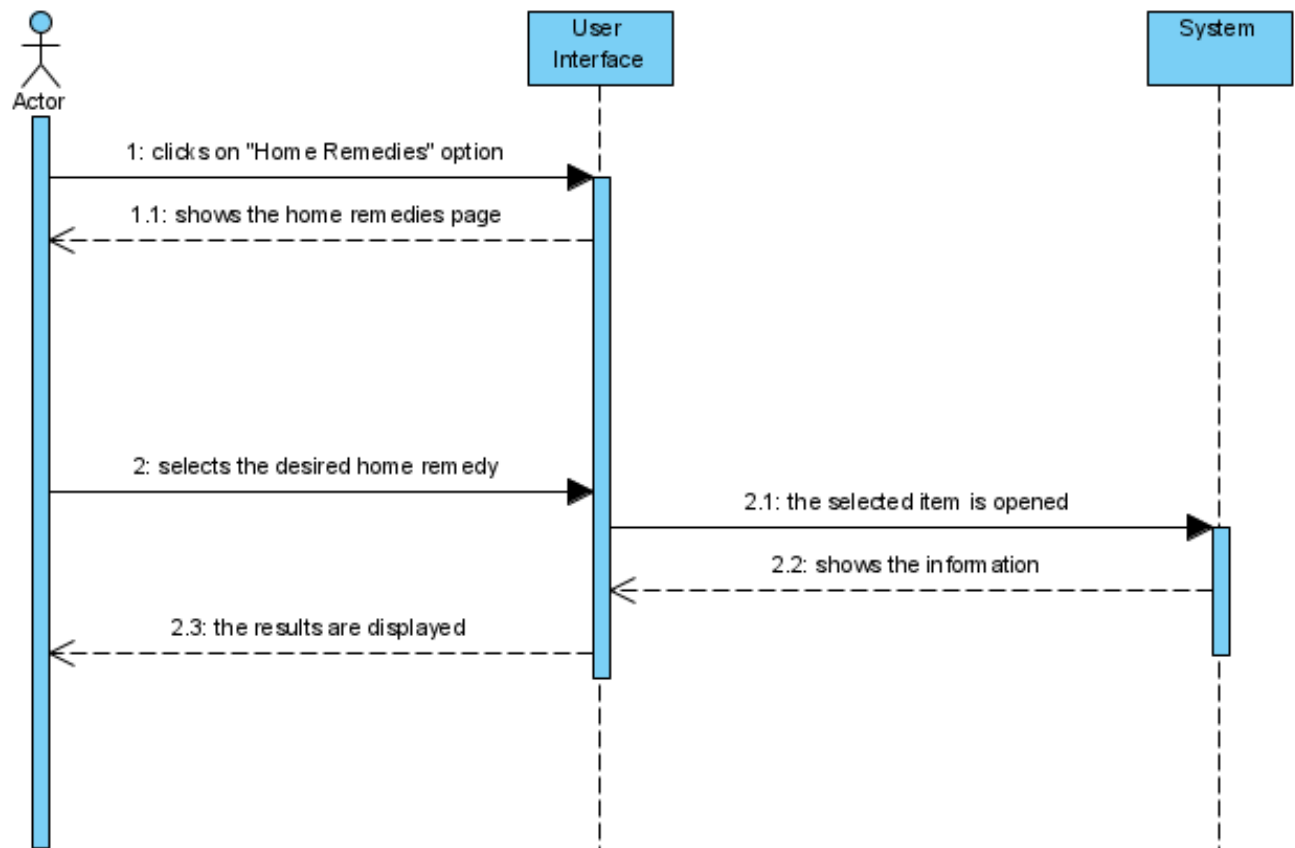 Actor
User
Interface
System
1: clicks on "Home Remedies" option
1.1: shows the home remedies page
2: selects the desired home remedy
2.1: the selected item is opened
2.2: shows the information
2.3: the results are displayed